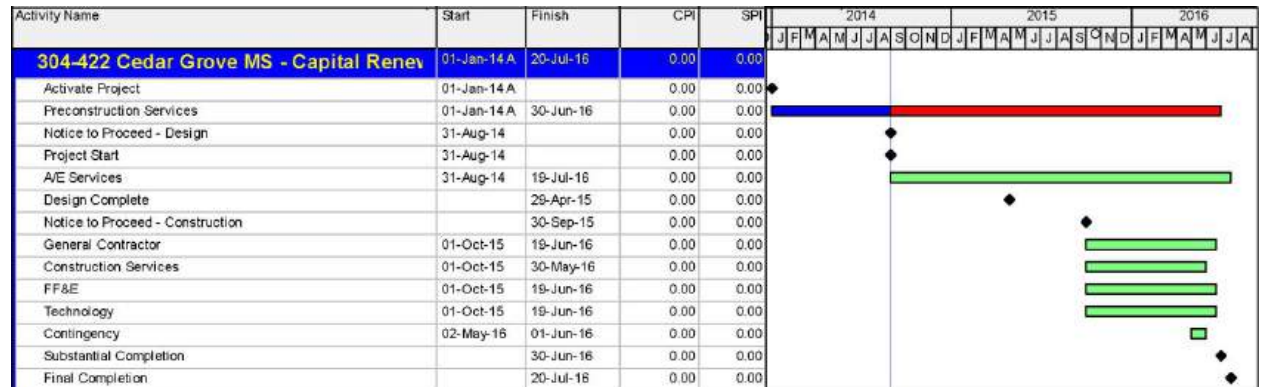 Activity Name Start Finish CPI SPI 2014 2015 2016
J F M A M J J A S O N D J F M A M J J A S O N D J F M A M J J A
304-422 Cedar Grove MS - Capital Renev 01-Jan-14 A 20-Jul-16 0.00 0.00
Activate Project 01-Jan-14 A 0.00 0.00
Preconstruction Services 01-Jan-14 A 30-Jun-16 0.00 0.00
Notice to Proceed - Design 31-Aug-14 0.00 0.00
Project Start 31-Aug-14 0.00 0.00
A/E Services 31-Aug-14 19-Jul-16 0.00 0.00
Design Complete 29-Apr-15 0.00 0.00
Notice to Proceed - Construction 30-Sep-15 0.00 0.00
General Contractor 01-Oct-15 19-Jun-16 0.00 0.00
Construction Services 01-Oct-15 30-May-16 0.00 0.00
FF&E 01-Oct-15 19-Jun-16 0.00 0.00
Technology 01-Oct-15 19-Jun-16 0.00 0.00
Contingency 02-May-16 01-Jun-16 0.00 0.00
Substantial Completion 30-Jun-16 0.00 0.00
Final Completion 20-Jul-16 0.00 0.00